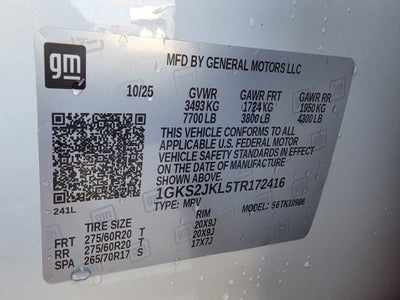 gm
MFD BY GENERAL MOTORS LLC
10/25 GVWR GAWR FRT GAWR RR
3493 KG 1724 KG 1950 KG
7700 LB 3800 LB 4300 LB
THIS VEHICLE CONFORMS TO ALL
APPLICABLE U.S. FEDERAL MOTOR
VEHICLE SAFETY STANDARDS IN EFFECT
ON THE DATE OF MANUFACTURE
SHOWN ABOVE.
1GKS2JKL5TR172416
241L TYPE: MPV MODEL: 56TK10906
TIRE SIZE RIM
FRT 275/60R20 T 20X9J
RR 275/60R20 T 20X9J
SPA 265/70R17 S 17X7J